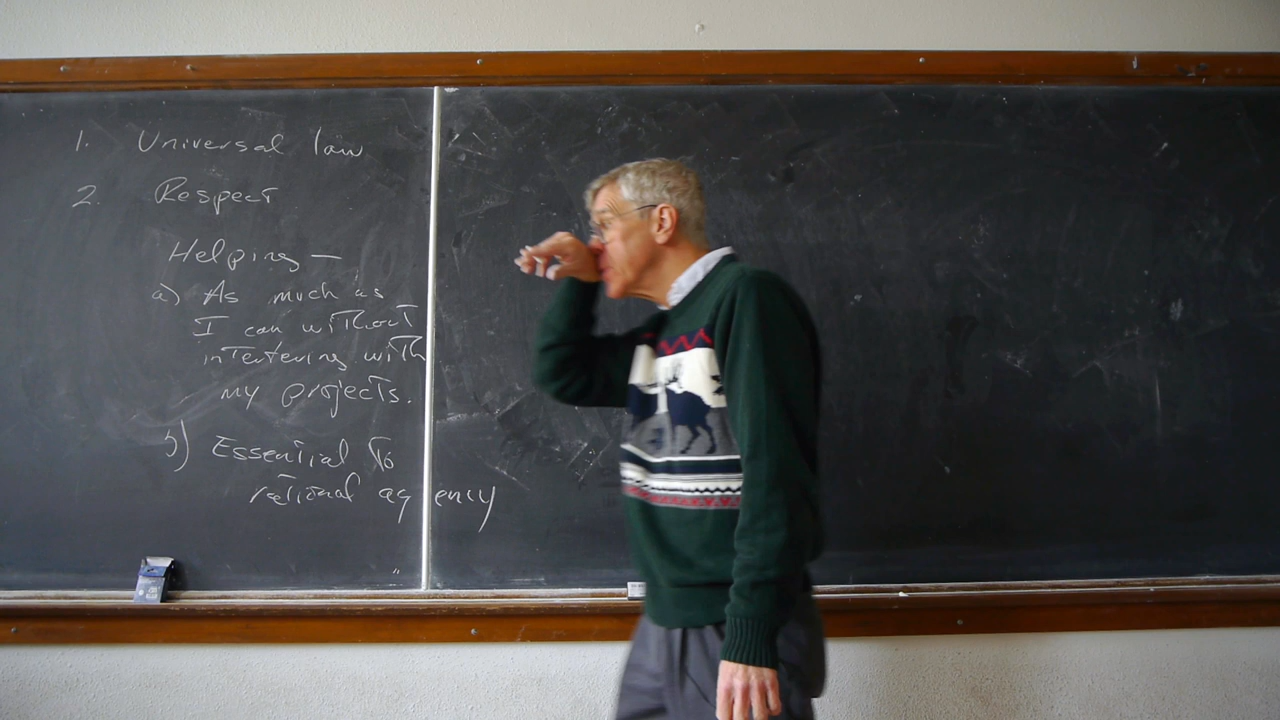 1. Universal law
2. Respect
Helping —
a) As much as
I can without
interfering with
my projects.
b) Essential to
rational agency